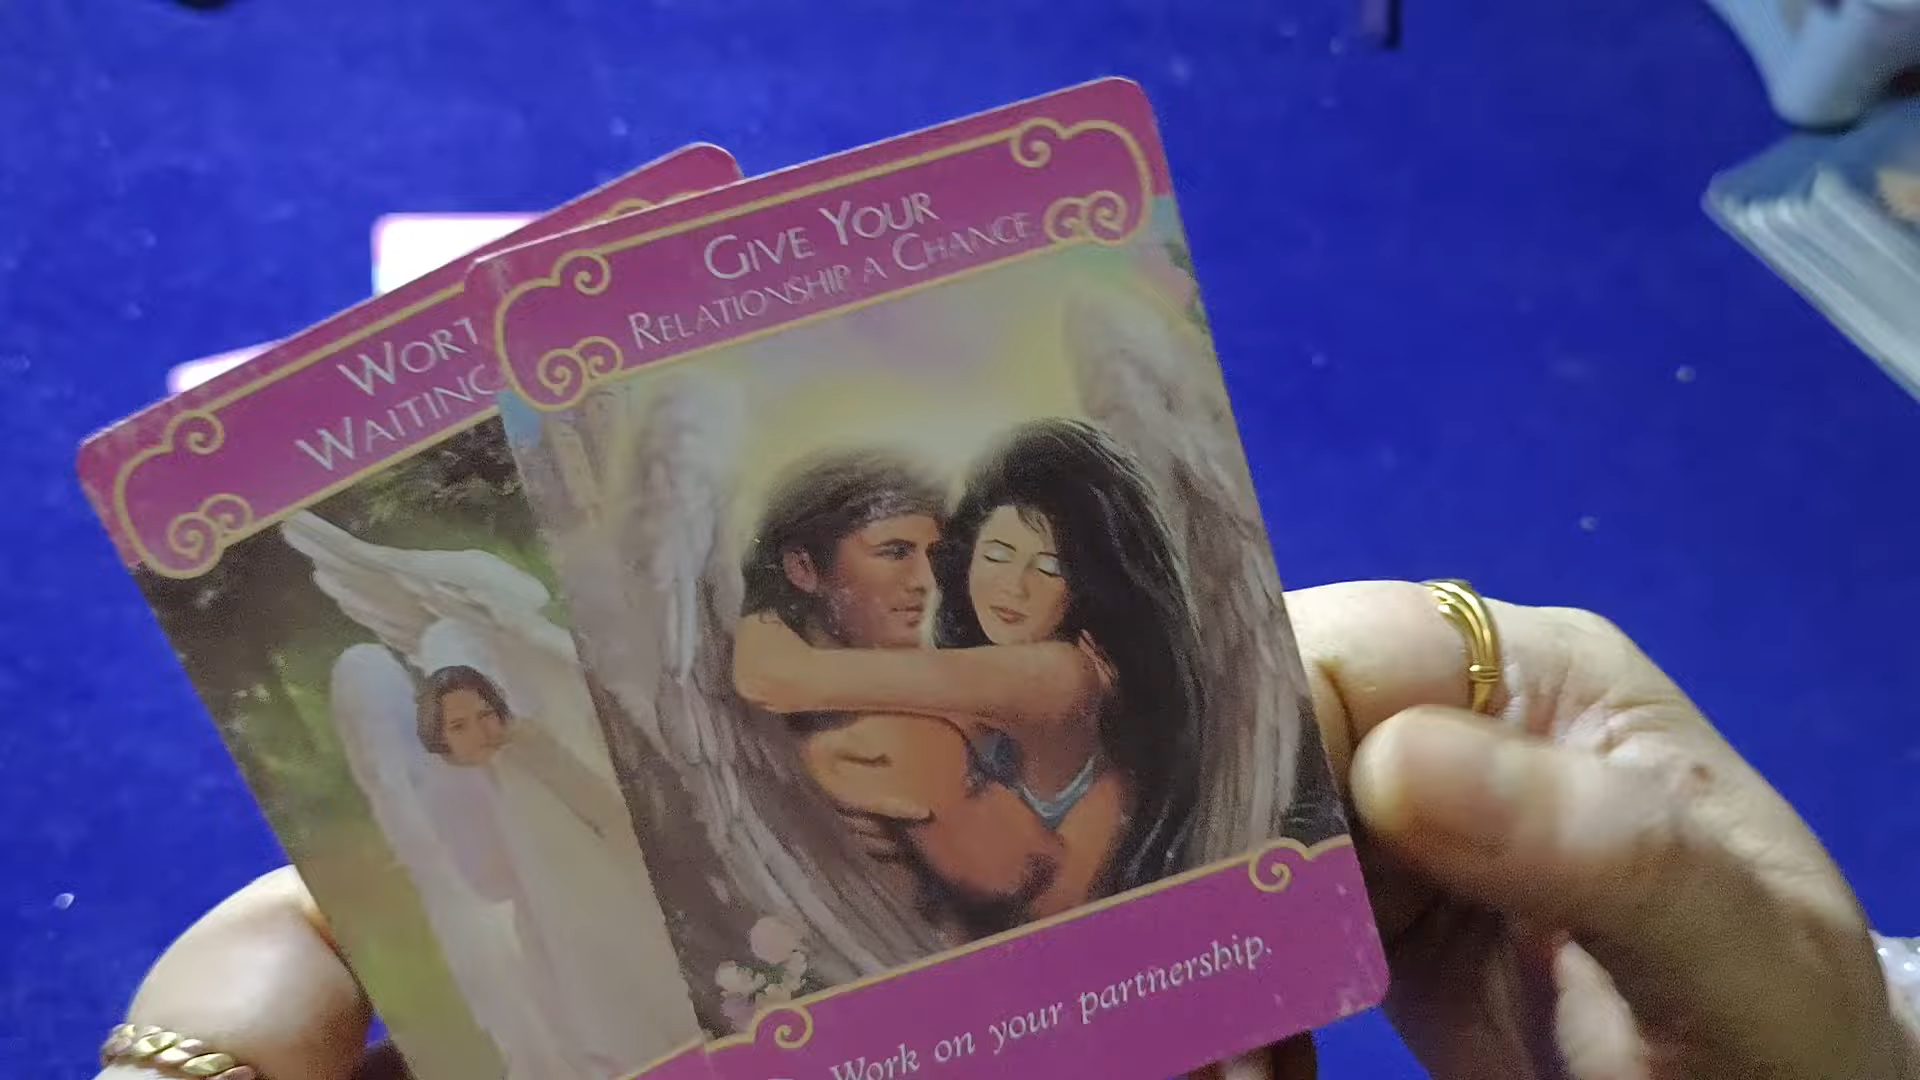 GIVE YOUR
RELATIONSHIP A CHANCE
WORT
WAITING
Work on your partnership.